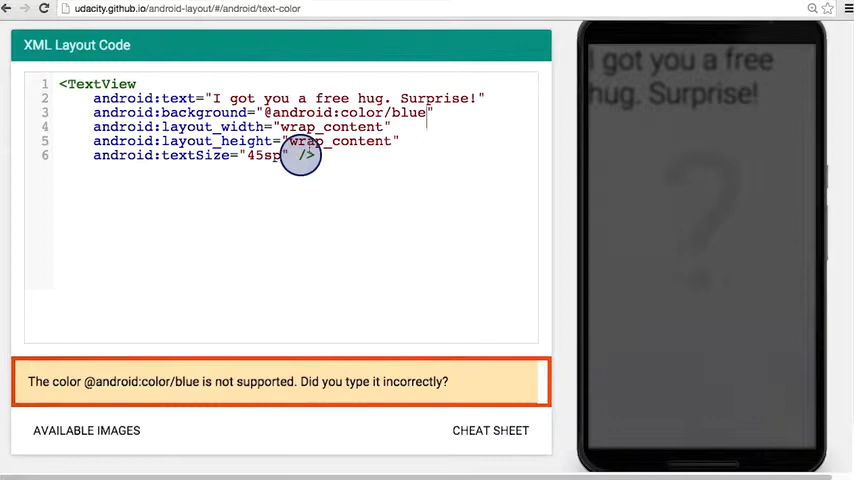 udacity.github.io/android-layout/#/android/text-color
XML Layout Code
1 <TextView
2 android:text="I got you a free hug. Surprise!"
3 android:background="@android:color/blue"
4 android:layout_width="wrap_content"
5 android:layout_height="wrap_content"
6 android:textSize="45sp" />
The color @android:color/blue is not supported. Did you type it incorrectly?
AVAILABLE IMAGES
CHEAT SHEET
I got you a free
hug. Surprise!
?